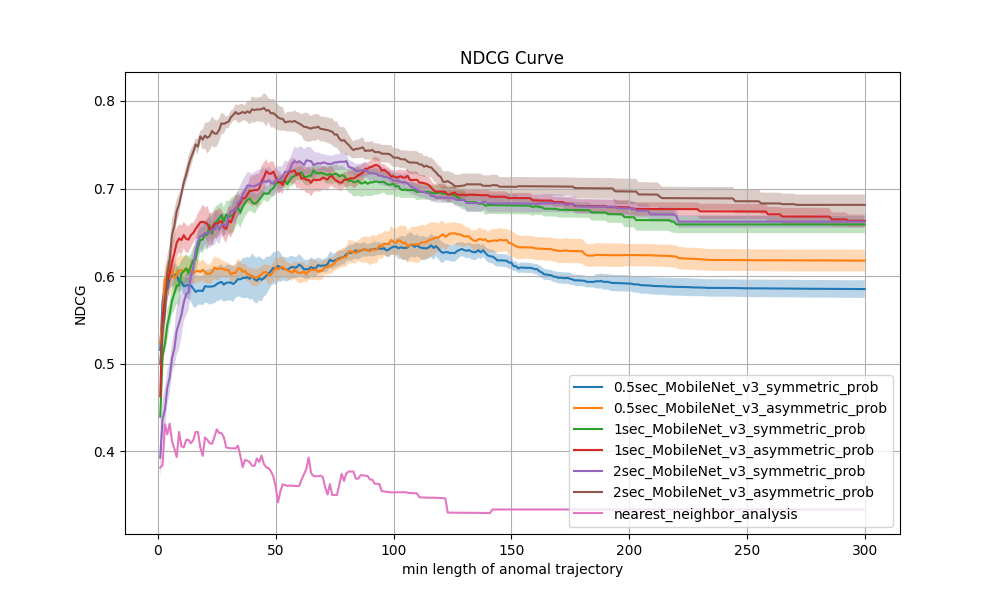 NDCG Curve
0.8
0.7
0.6
0.5
0.4
NDCG
0
50
100
150
200
250
300
min length of anomal trajectory
0.5sec_MobileNet_v3_symmetric_prob
0.5sec_MobileNet_v3_asymmetric_prob
1sec_MobileNet_v3_symmetric_prob
1sec_MobileNet_v3_asymmetric_prob
2sec_MobileNet_v3_symmetric_prob
2sec_MobileNet_v3_asymmetric_prob
nearest_neighbor_analysis